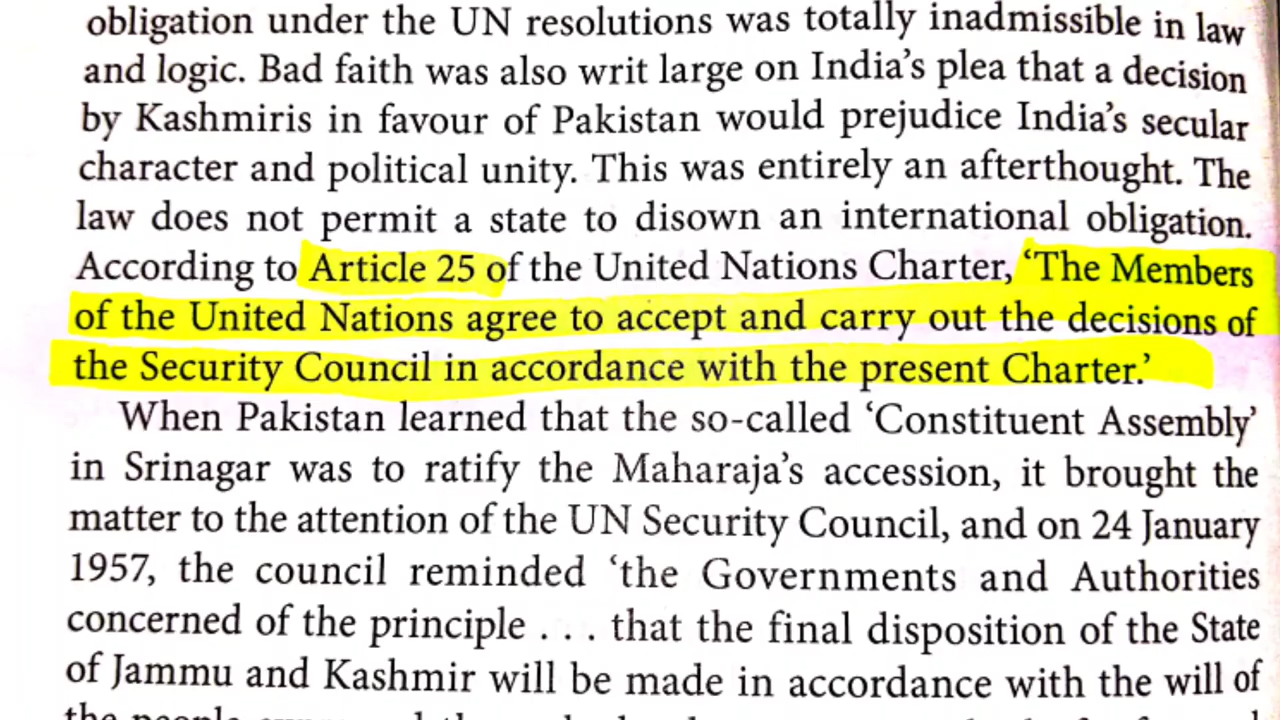 obligation under the UN resolutions was totally inadmissible in law
and logic. Bad faith was also writ large on India’s plea that a decision
by Kashmiris in favour of Pakistan would prejudice India’s secular
character and political unity. This was entirely an afterthought. The
law does not permit a state to disown an international obligation.
According to Article 25 of the United Nations Charter, ‘The Members
of the United Nations agree to accept and carry out the decisions of
the Security Council in accordance with the present Charter.’
When Pakistan learned that the so-called ‘Constituent Assembly’
in Srinagar was to ratify the Maharaja’s accession, it brought the
matter to the attention of the UN Security Council, and on 24 January
1957, the council reminded ‘the Governments and Authorities
concerned of the principle . . . that the final disposition of the State
of Jammu and Kashmir will be made in accordance with the will of
the people